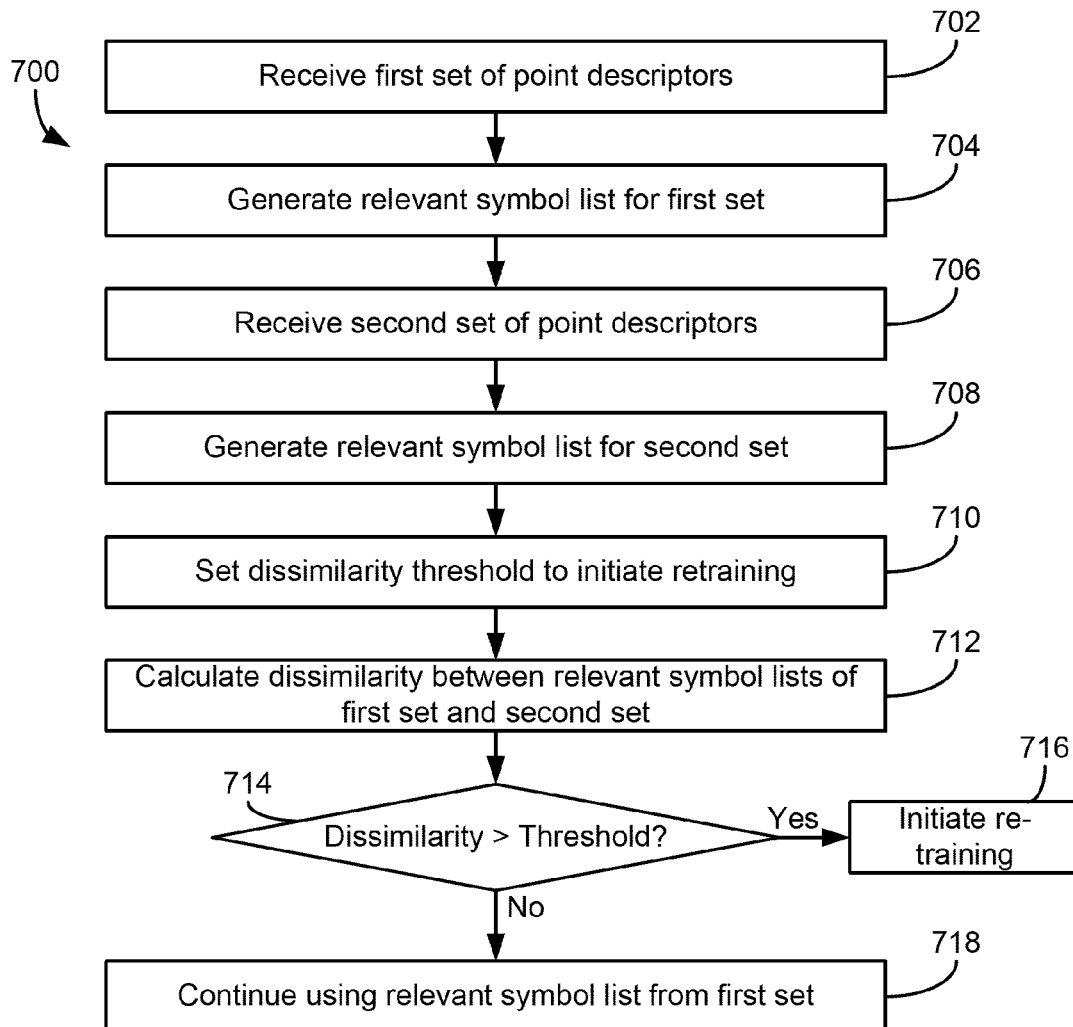 700
702
Receive first set of point descriptors
704
Generate relevant symbol list for first set
706
Receive second set of point descriptors
708
Generate relevant symbol list for second set
710
Set dissimilarity threshold to initiate retraining
712
Calculate dissimilarity between relevant symbol lists of
first set and second set
714
Dissimilarity > Threshold?
Yes
716
Initiate re-
training
No
718
Continue using relevant symbol list from first set